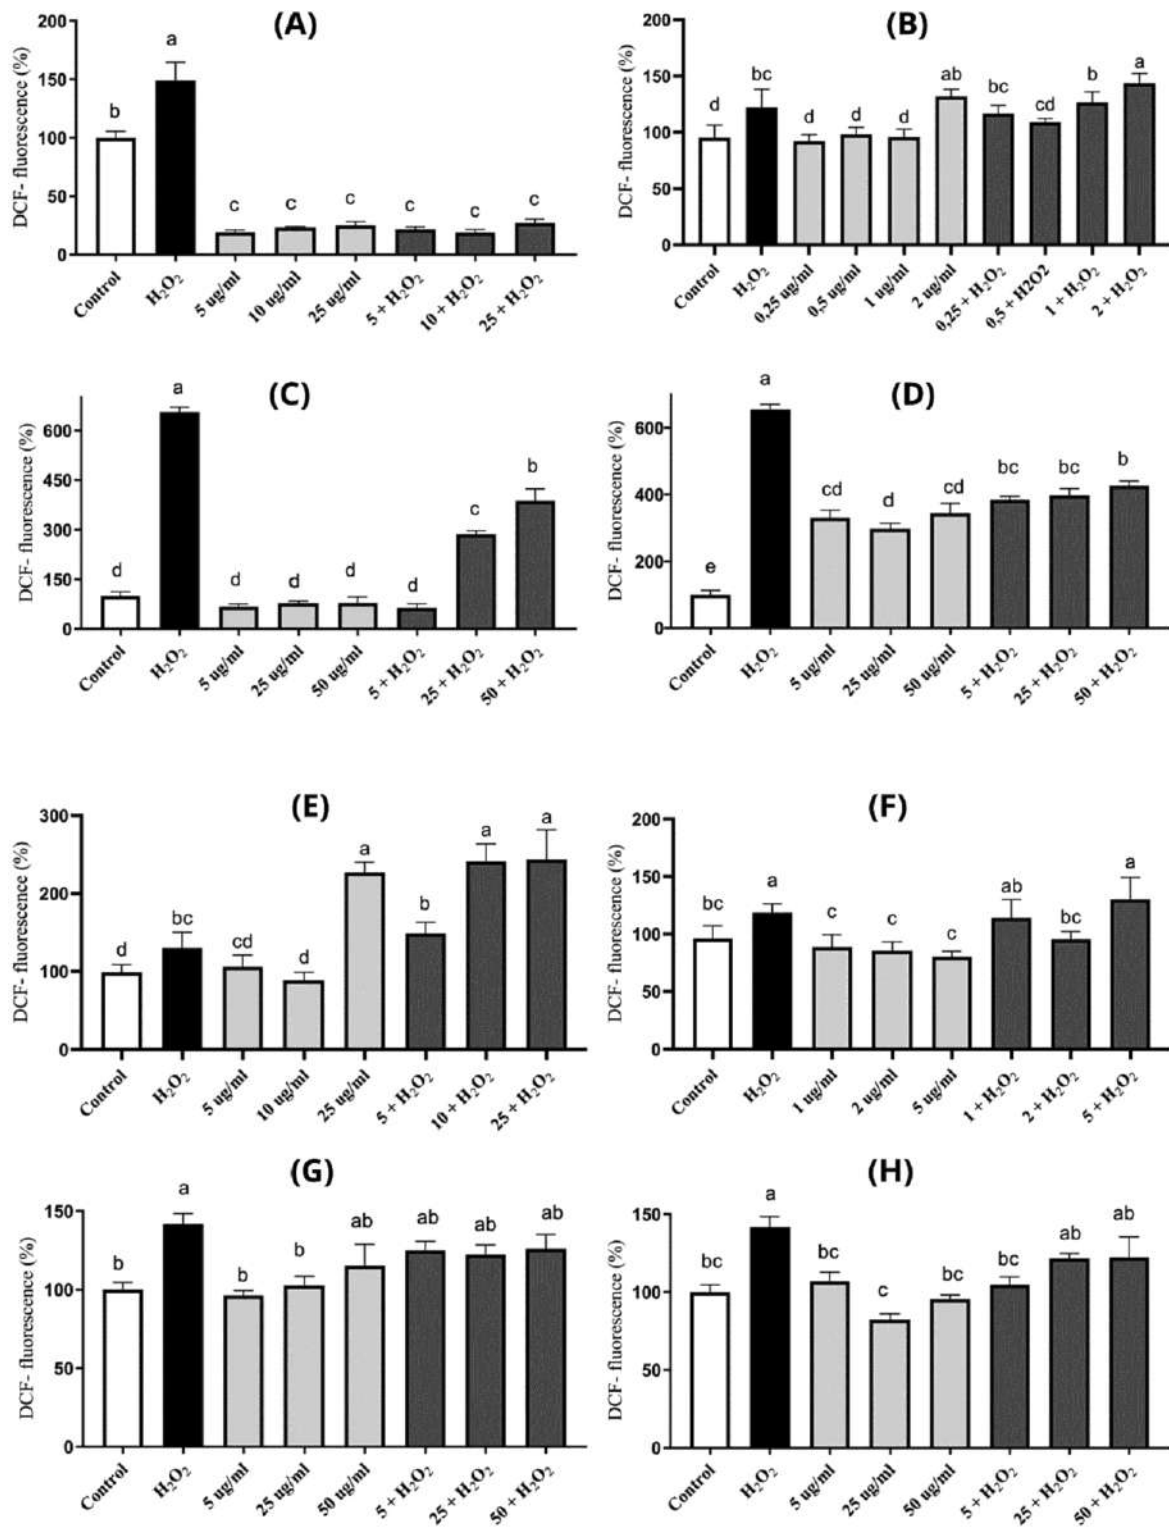 (A)
DCF- fluorescence (%)
200
150
100
50
0
b
a
c
c
c
c
c
c
Control
H₂O₂
5 ug/ml
10 ug/ml
25 ug/ml
5 + H₂O₂
10 + H₂O₂
25 + H₂O₂
(B)
DCF- fluorescence (%)
200
150
100
50
0
d
bc
d
d
d
ab
bc
cd
b
a
Control
H₂O₂
0,25 ug/ml
0,5 ug/ml
1 ug/ml
2 ug/ml
0,25 + H₂O₂
0,5 + H2O2
1 + H₂O₂
2 + H₂O₂
(C)
DCF- fluorescence (%)
600
450
300
150
0
d
a
d
d
d
d
c
b
Control
H₂O₂
5 ug/ml
25 ug/ml
50 ug/ml
5 + H₂O₂
25 + H₂O₂
50 + H₂O₂
(D)
DCF- fluorescence (%)
600
400
200
0
e
a
cd
d
cd
bc
bc
b
Control
H₂O₂
5 ug/ml
25 ug/ml
50 ug/ml
5 + H₂O₂
25 + H₂O₂
50 + H₂O₂
(E)
DCF- fluorescence (%)
300
200
100
0
d
bc
cd
d
a
b
a
a
Control
H₂O₂
5 ug/ml
10 ug/ml
25 ug/ml
5 + H₂O₂
10 + H₂O₂
25 + H₂O₂
(F)
DCF- fluorescence (%)
200
150
100
50
0
bc
a
c
c
c
ab
bc
a
Control
H₂O₂
1 ug/ml
2 ug/ml
5 ug/ml
1 + H₂O₂
2 + H₂O₂
5 + H₂O₂
(G)
DCF- fluorescence (%)
150
100
50
0
b
a
b
b
ab
ab
ab
ab
Control
H₂O₂
5 ug/ml
25 ug/ml
50 ug/ml
5 + H₂O₂
25 + H₂O₂
50 + H₂O₂
(H)
DCF- fluorescence (%)
150
100
50
0
bc
a
bc
c
bc
bc
ab
ab
Control
H₂O₂
5 ug/ml
25 ug/ml
50 ug/ml
5 + H₂O₂
25 + H₂O₂
50 + H₂O₂